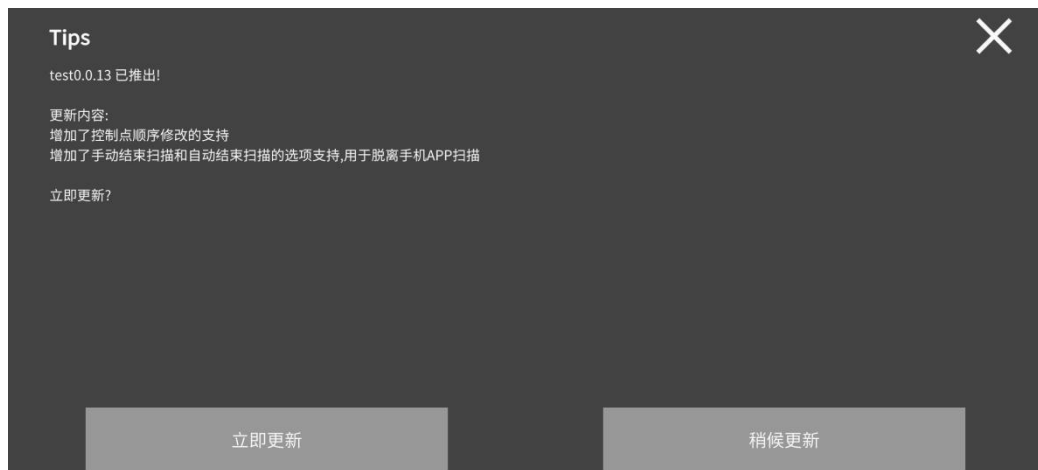 Tips
test0.0.13 已推出!
更新内容:
增加了控制点顺序修改的支持
增加了手动结束扫描和自动结束扫描的选项支持,用于脱离手机APP扫描
立即更新?
立即更新
稍候更新